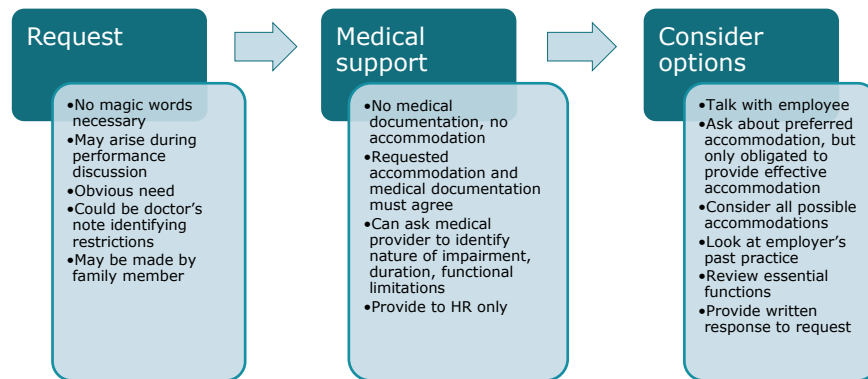 Request
•No magic words
necessary
•May arise during
performance
discussion
•Obvious need
•Could be doctor's
note identifying
restrictions
•May be made by
family member
Medical
support
•No medical
documentation, no
accommodation
•Requested
accommodation and
medical documentation
must agree
•Can ask medical
provider to identify
nature of impairment,
duration, functional
limitations
•Provide to HR only
Consider
options
•Talk with employee
•Ask about preferred
accommodation, but
only obligated to
provide effective
accommodation
•Consider all possible
accommodations
•Look at employer's
past practice
•Review essential
functions
•Provide written
response to request